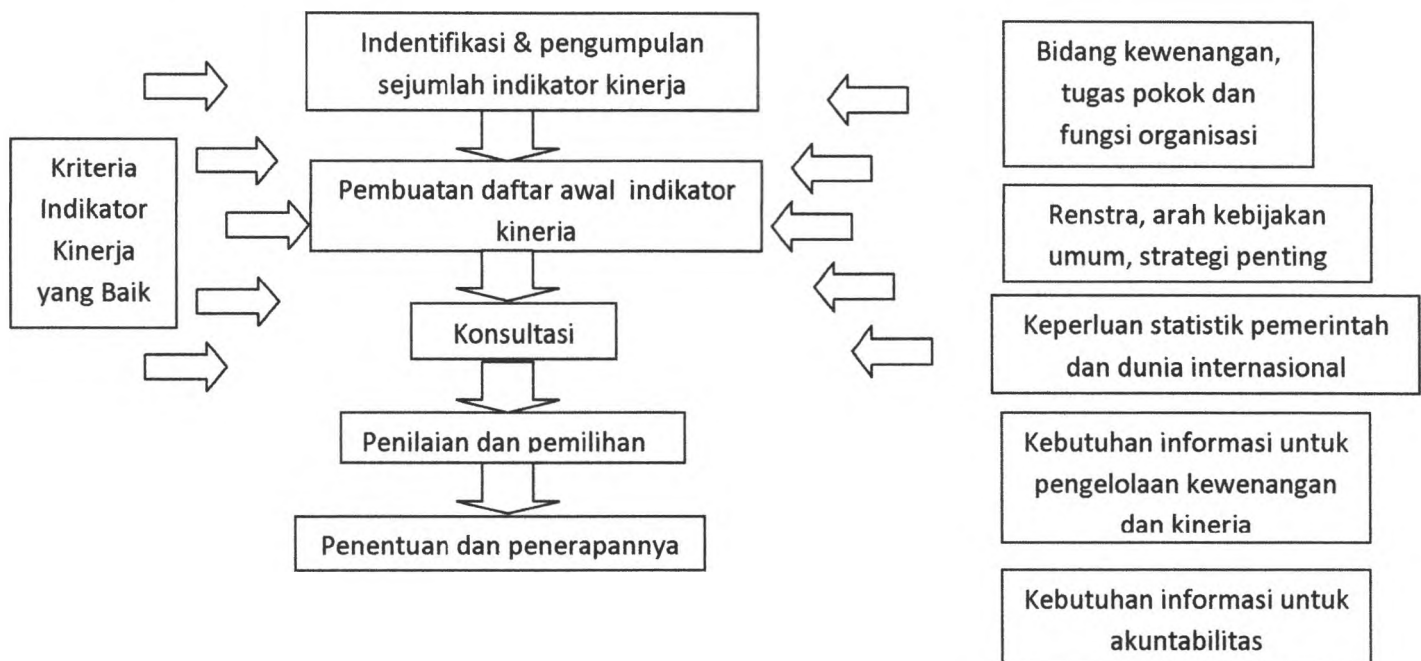 Indentifikasi & pengumpulan
sejumlah indikator kinerja
Kriteria
Indikator
Kinerja
yang Baik
Pembuatan daftar awal indikator
kineria
Konsultasi
Penilaian dan pemilihan
Penentuan dan penerapannya
Bidang kewenangan,
tugas pokok dan
fungsi organisasi
Renstra, arah kebijakan
umum, strategi penting
Keperluan statistik pemerintah
dan dunia internasional
Kebutuhan informasi untuk
pengelolaan kewenangan
dan kineria
Kebutuhan informasi untuk
akuntabilitas